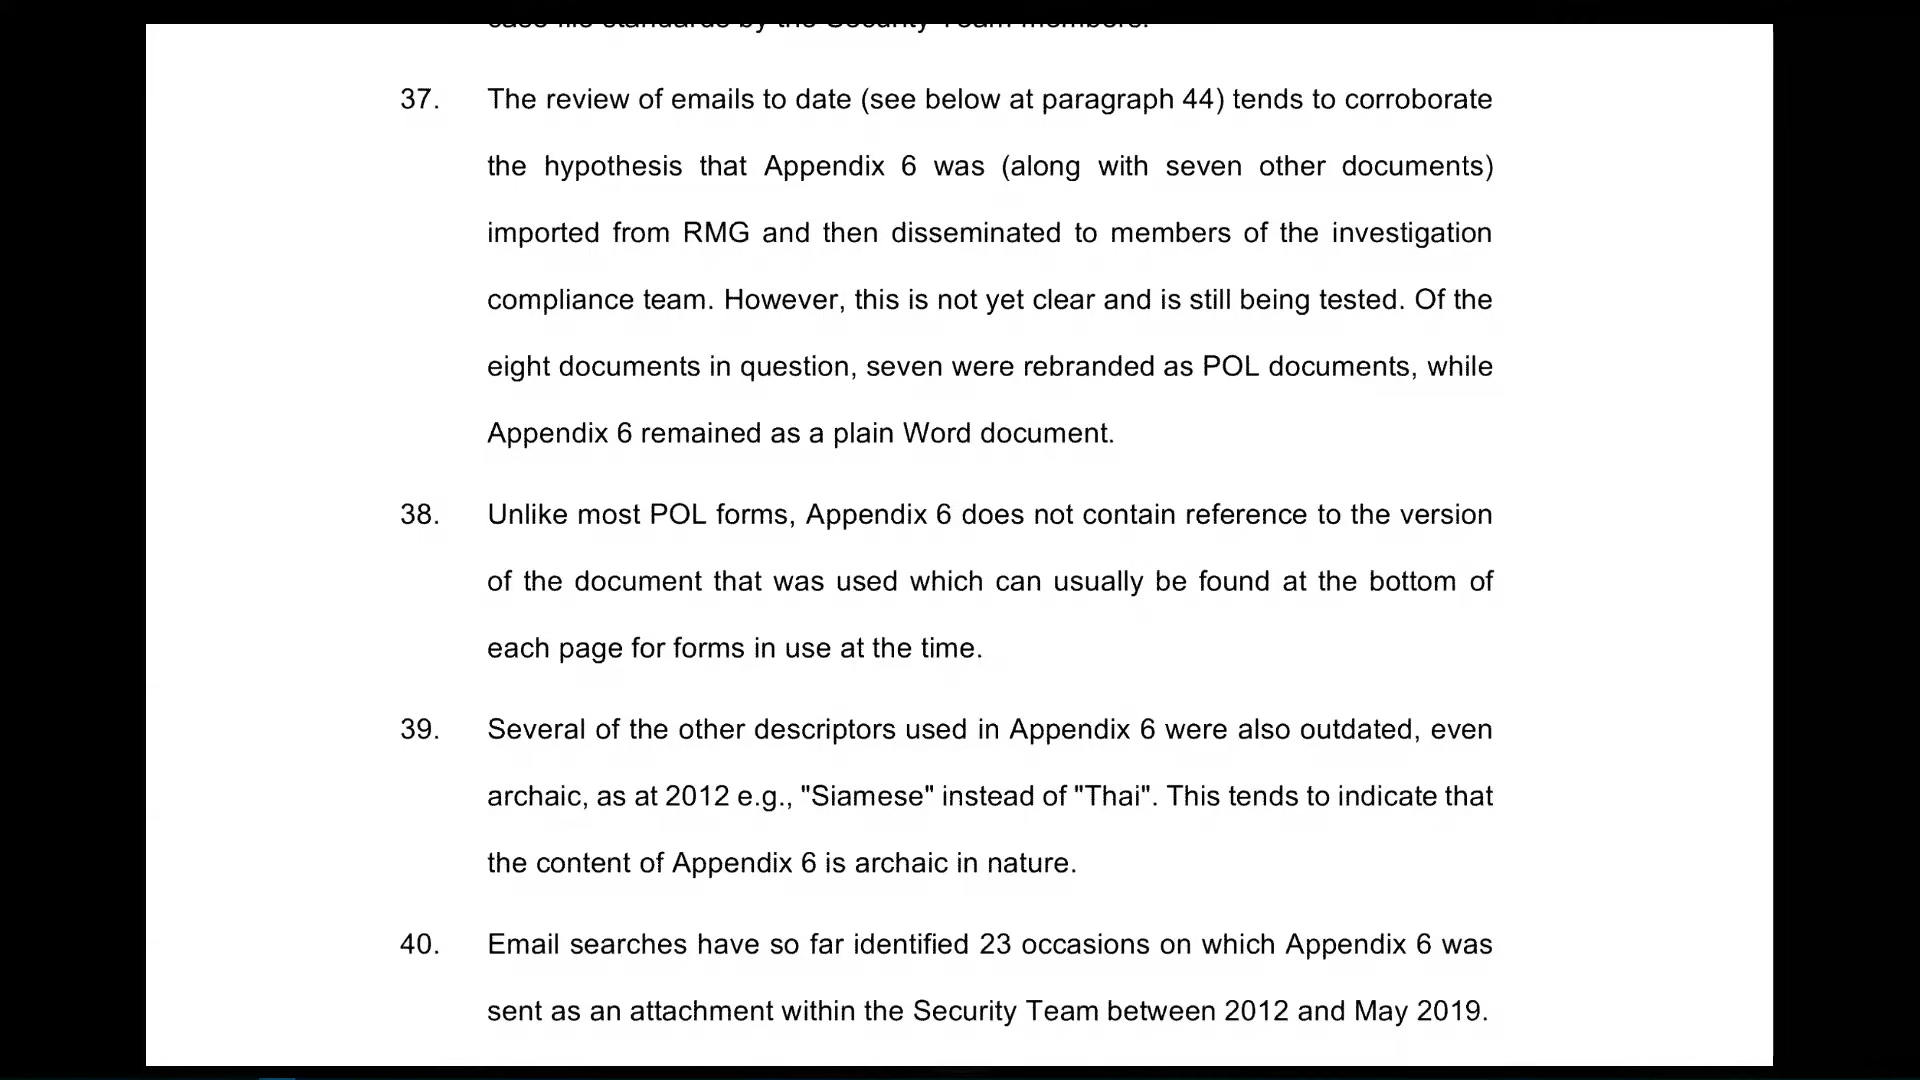 case file standards by the Security Team members.
37. The review of emails to date (see below at paragraph 44) tends to corroborate
the hypothesis that Appendix 6 was (along with seven other documents)
imported from RMG and then disseminated to members of the investigation
compliance team. However, this is not yet clear and is still being tested. Of the
eight documents in question, seven were rebranded as POL documents, while
Appendix 6 remained as a plain Word document.
38. Unlike most POL forms, Appendix 6 does not contain reference to the version
of the document that was used which can usually be found at the bottom of
each page for forms in use at the time.
39. Several of the other descriptors used in Appendix 6 were also outdated, even
archaic, as at 2012 e.g., "Siamese" instead of "Thai". This tends to indicate that
the content of Appendix 6 is archaic in nature.
40. Email searches have so far identified 23 occasions on which Appendix 6 was
sent as an attachment within the Security Team between 2012 and May 2019.